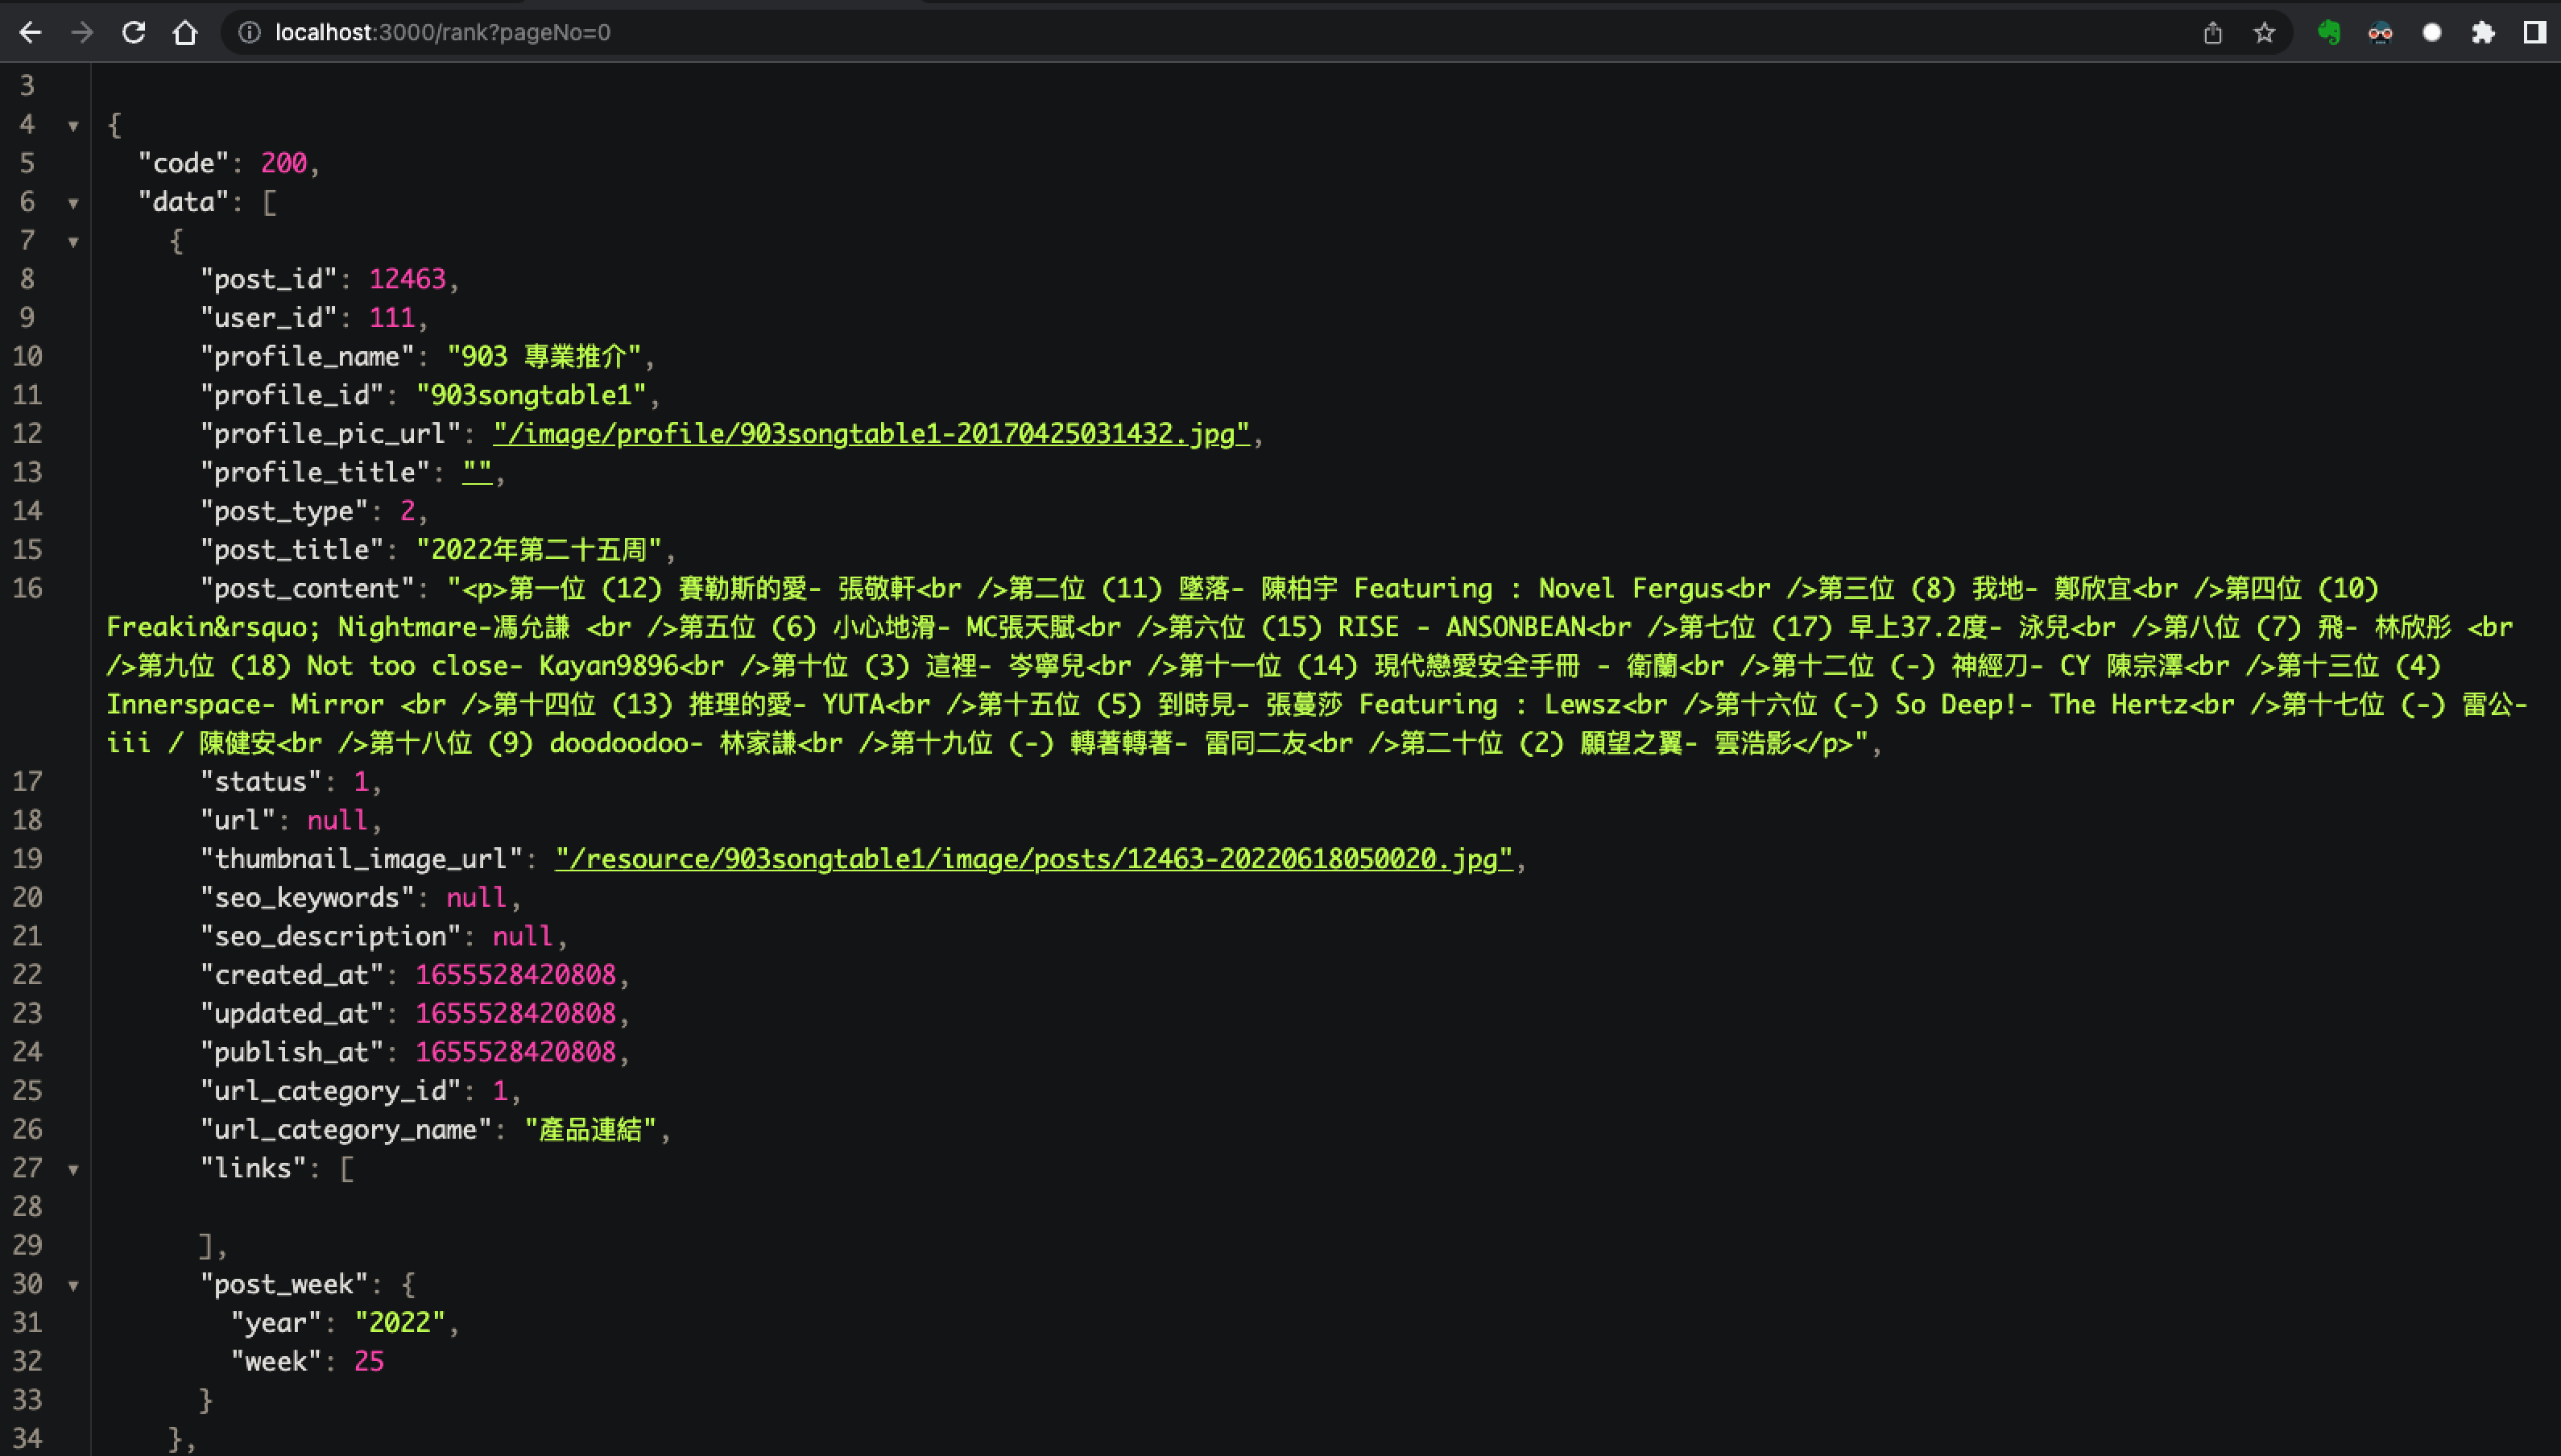 localhost:3000/rank?pageNo=0
3
4 {
5 "code": 200,
6 "data": [
7 {
8 "post_id": 12463,
9 "user_id": 111,
10 "profile_name": "903 專業推介",
11 "profile_id": "903songtable1",
12 "profile_pic_url": "/image/profile/903songtable1-20170425031432.jpg",
13 "profile_title": "",
14 "post_type": 2,
15 "post_title": "2022年第二十五周",
16 "post_content": "<p>第一位 (12) 賽勒斯的愛- 張敬軒<br />第二位 (11) 墜落- 陳柏宇 Featuring : Novel Fergus<br />第三位 (8) 我地- 鄭欣宜<br />第四位 (10)
Freakin&rsquo; Nightmare-馮允謙 <br />第五位 (6) 小心地滑- MC張天賦<br />第六位 (15) RISE - ANSONBEAN<br />第七位 (17) 早上37.2度- 泳兒<br />第八位 (7) 飛- 林欣彤 <br
/>第九位 (18) Not too close- Kayan9896<br />第十位 (3) 這裡- 岑寧兒<br />第十一位 (14) 現代戀愛安全手冊 - 衛蘭<br />第十二位 (-) 神經刀- CY 陳宗澤<br />第十三位 (4)
Innerspace- Mirror <br />第十四位 (13) 推理的愛- YUTA<br />第十五位 (5) 到時見- 張蔓莎 Featuring : Lewsz<br />第十六位 (-) So Deep!- The Hertz<br />第十七位 (-) 雷公-
iii / 陳健安<br />第十八位 (9) doodoodoo- 林家謙<br />第十九位 (-) 轉著轉著- 雷同二友<br />第二十位 (2) 願望之翼- 雲浩影</p>",
17 "status": 1,
18 "url": null,
19 "thumbnail_image_url": "/resource/903songtable1/image/posts/12463-20220618050020.jpg",
20 "seo_keywords": null,
21 "seo_description": null,
22 "created_at": 1655528420808,
23 "updated_at": 1655528420808,
24 "publish_at": 1655528420808,
25 "url_category_id": 1,
26 "url_category_name": "產品連結",
27 "links": [
28
29 ],
30 "post_week": {
31 "year": "2022",
32 "week": 25
33 }
34 },